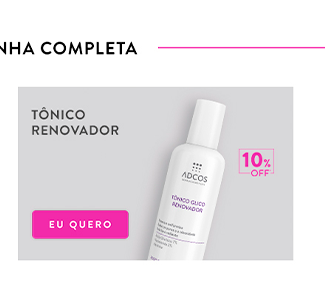 NHA COMPLETA
TÔNICO
RENOVADOR
10%
OFF
ADCOS
TÔNICO GLICO
RENOVADOR
EU QUERO